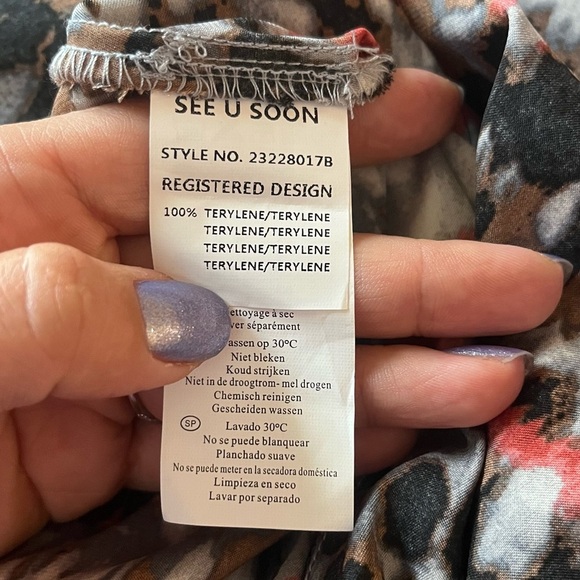 SEE U SOON
STYLE NO. 23228017B
REGISTERED DESIGN
100% TERYLENE/TERYLENE
TERYLENE/TERYLENE
TERYLENE/TERYLENE
TERYLENE/TERYLENE
ettoyage à sec
ver séparément
assen op 30ºC
Niet bleken
Koud strijken
Niet in de droogtrom- mel drogen
Chemisch reinigen
Gescheiden wassen
SP Lavado 30ºC
No se puede blanquear
Planchado suave
No se puede meter en la secadora doméstica
Limpieza en seco
Lavar por separado